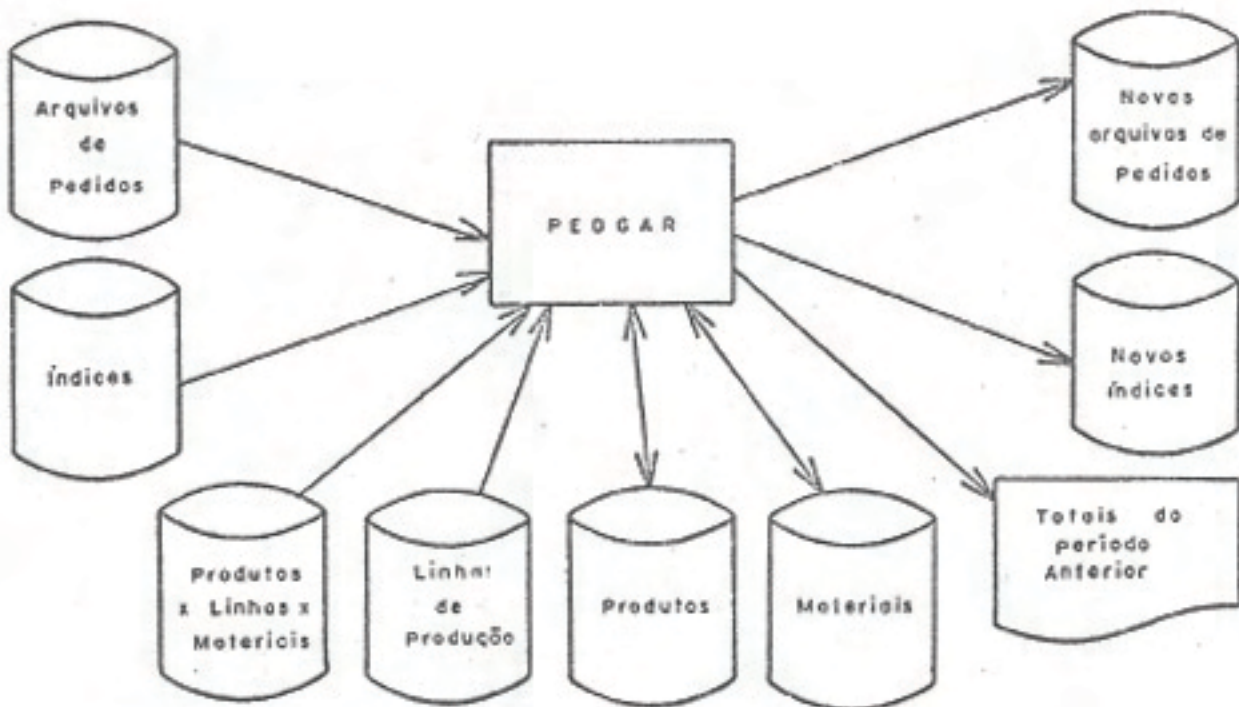 Arquivos
de
Pedidos
Índices
PEDGAR
Novos
arquivos de
Pedidos
Novos
Índices
Produtos
x Linhas x
Materiais
Linhas
de
Produção
Produtos
Materiais
Totais do
Período
Anterior